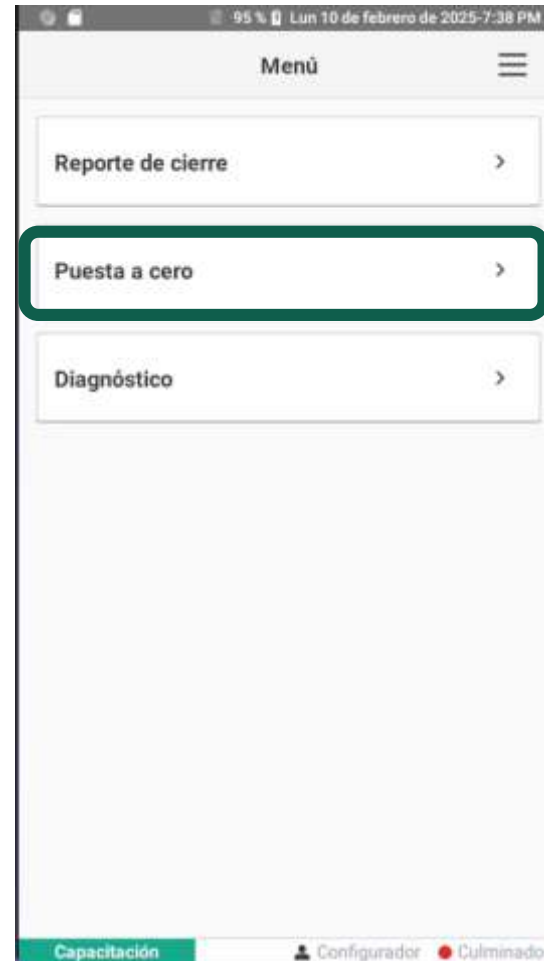 95 % Lun 10 de febrero de 2025-7:38 PM
Menú
Reporte de cierre
Puesta a cero
Diagnóstico
Capacitación Configurador Culminado